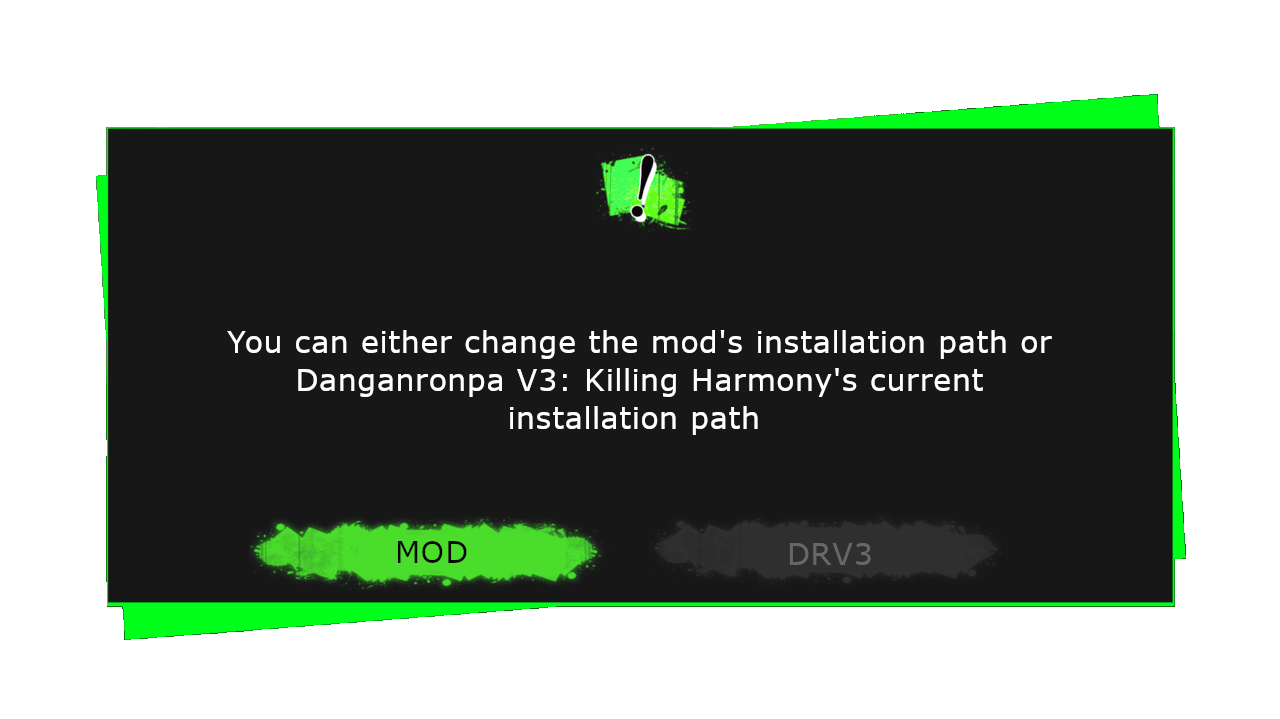 You can either change the mod's installation path or
Danganronpa V3: Killing Harmony's current
installation path
MOD
DRV3